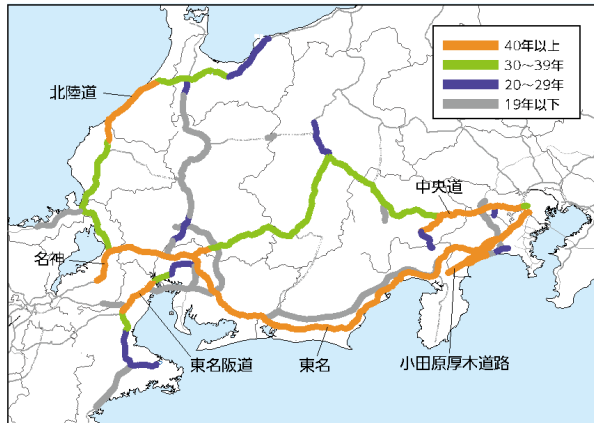 40年以上
30～39年
20～29年
19年以下
北陸道
中央道
名神
東名阪道
東名
小田原厚木道路